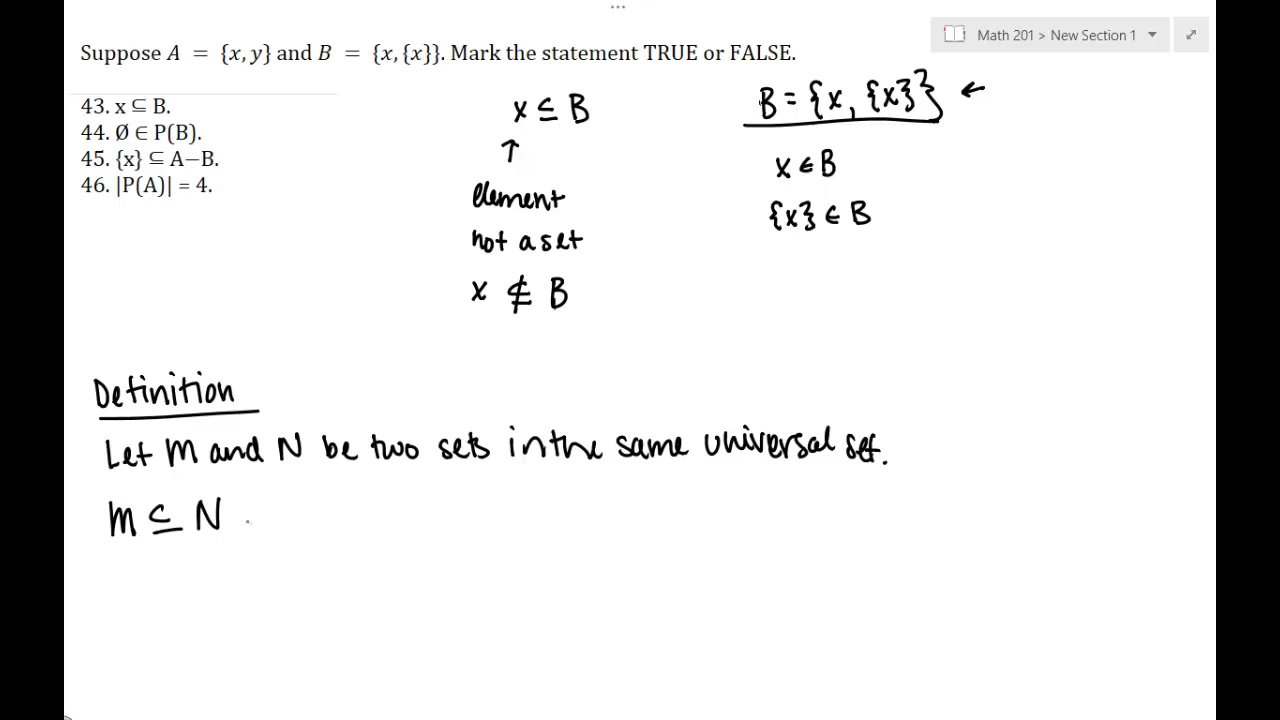 Math 201 > New Section 1
Suppose A = {x, y} and B = {x, {x}}. Mark the statement TRUE or FALSE.
43. x ⊆ B.
44. Ø ∈ P(B).
45. {x} ⊆ A−B.
46. |P(A)| = 4.
x ⊆ B
↑
element
not a set
x ⊈ B
B = {x, {x}} ←
x ∈ B
{x} ∈ B
Definition
Let M and N be two sets in the same universal set.
M ⊆ N